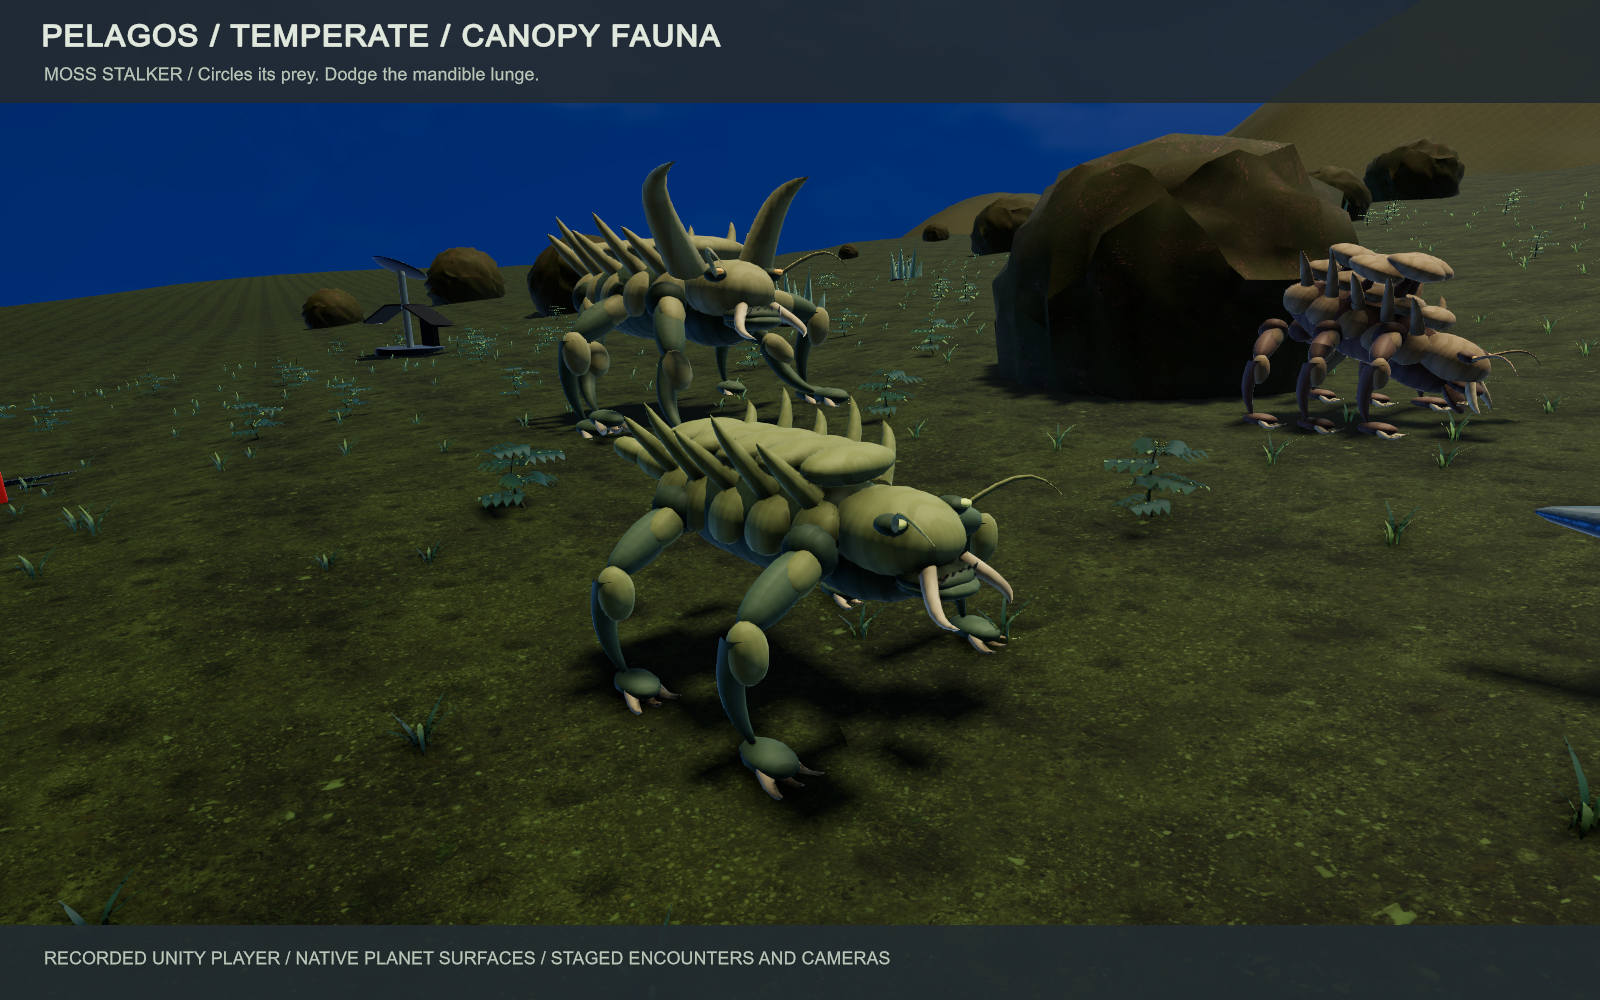 PELAGOS / TEMPERATE / CANOPY FAUNA
MOSS STALKER / Circles its prey. Dodge the mandible lunge.
RECORDED UNITY PLAYER / NATIVE PLANET SURFACES / STAGED ENCOUNTERS AND CAMERAS